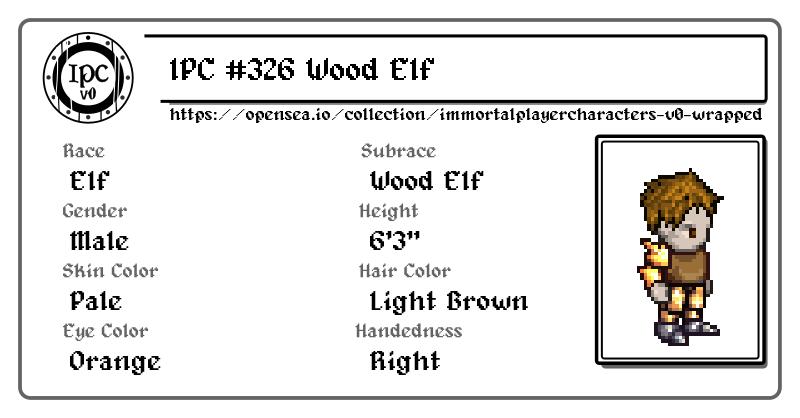 IPC
v0
IPC #326 Wood Elf
https://opensea.io/collection/immortalplayercharacters-v0-wrapped
Race
Subrace
Elf
Wood Elf
Gender
Height
Male
6'3"
Skin Color
Hair Color
Pale
Light Brown
Eye Color
Handedness
Orange
Right